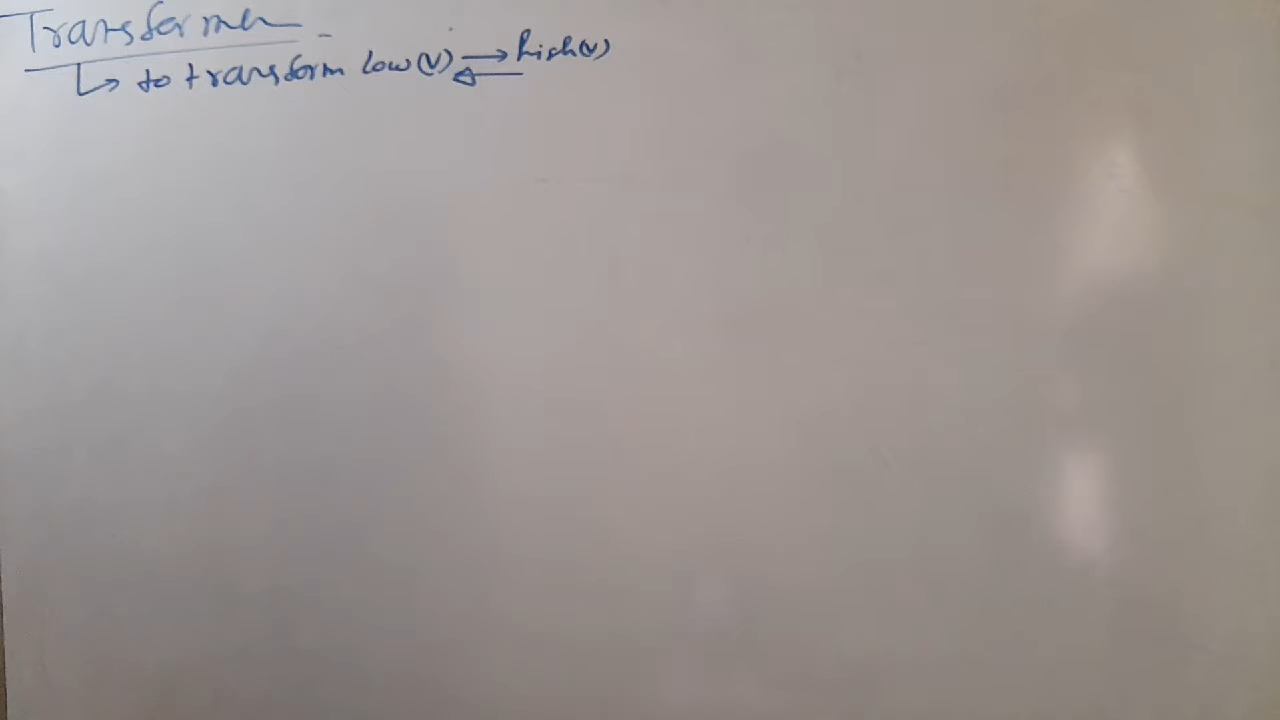 Transformer -
↳ to transform low(v) ⇄ high(v)